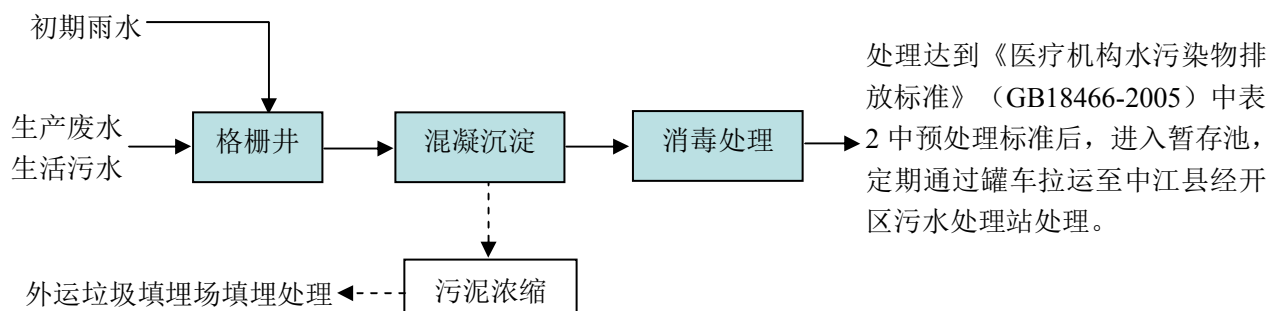 初期雨水
生产废水
生活污水
格栅井
混凝沉淀
消毒处理
处理达到《医疗机构水污染物排
放标准》（GB18466-2005）中表
2 中预处理标准后，进入暂存池，
定期通过罐车拉运至中江县经开
区污水处理站处理。
外运垃圾填埋场填埋处理
污泥浓缩